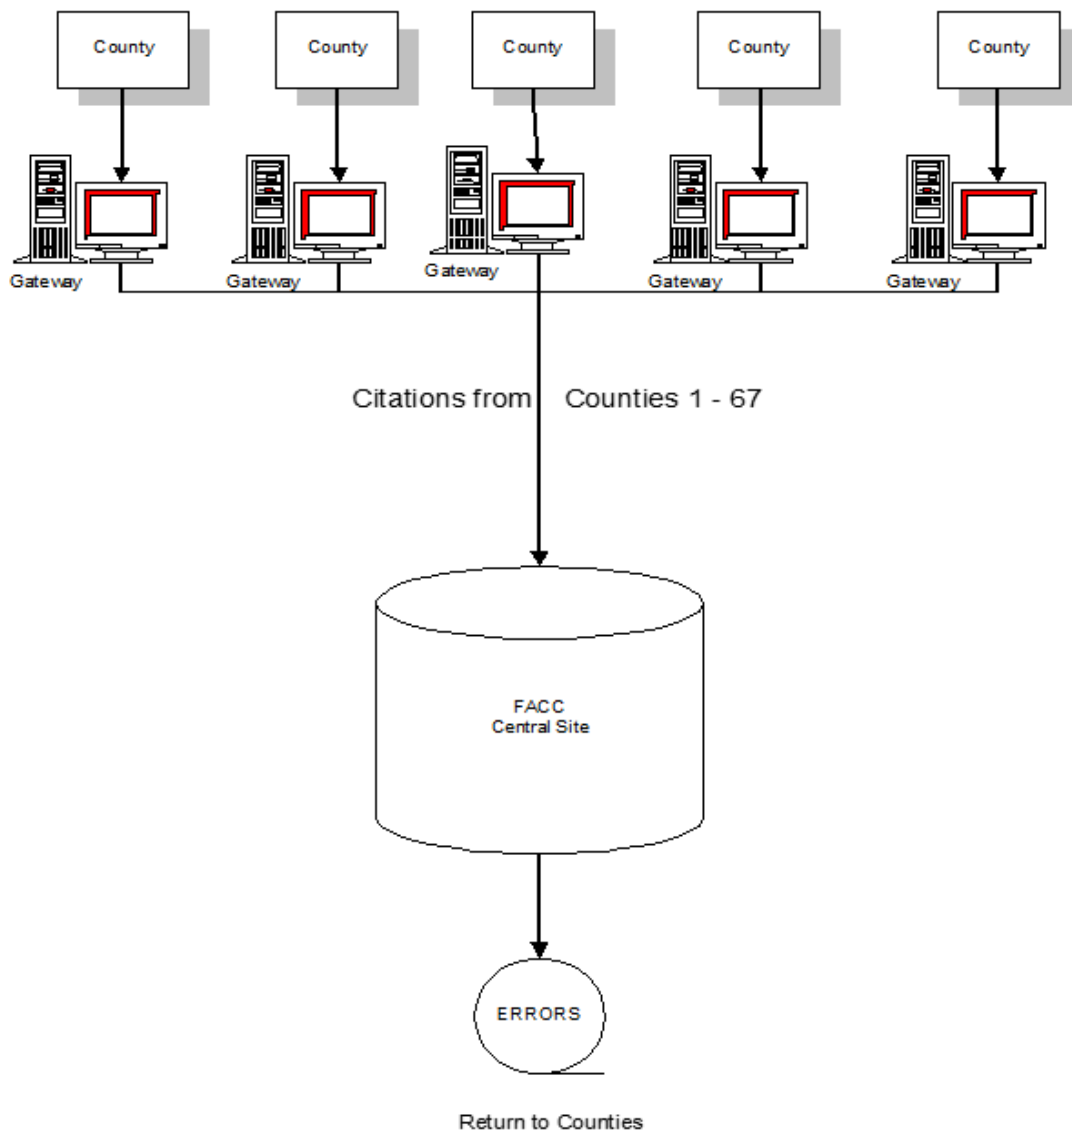 County
County
County
County
County
Gateway
Gateway
Gateway
Gateway
Gateway
Citations from Counties 1 - 67
FACC
Central Site
ERRORS
Return to Counties